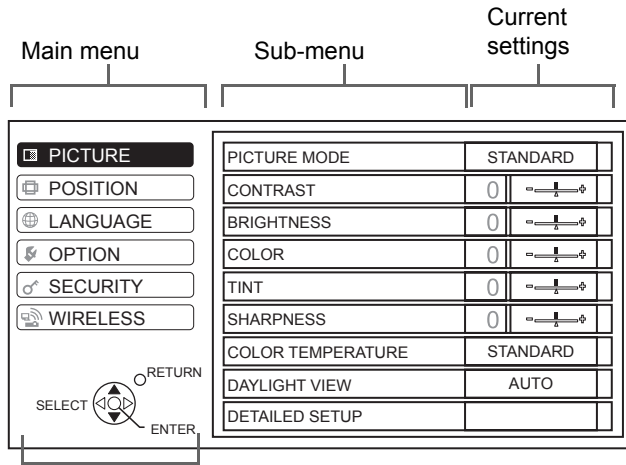 Main menu
Sub-menu
Current
settings
PICTURE
POSITION
LANGUAGE
OPTION
SECURITY
WIRELESS
RETURN
SELECT
ENTER
PICTURE MODE STANDARD
CONTRAST 0 - +
BRIGHTNESS 0 - +
COLOR 0 - +
TINT 0 - +
SHARPNESS 0 - +
COLOR TEMPERATURE STANDARD
DAYLIGHT VIEW AUTO
DETAILED SETUP